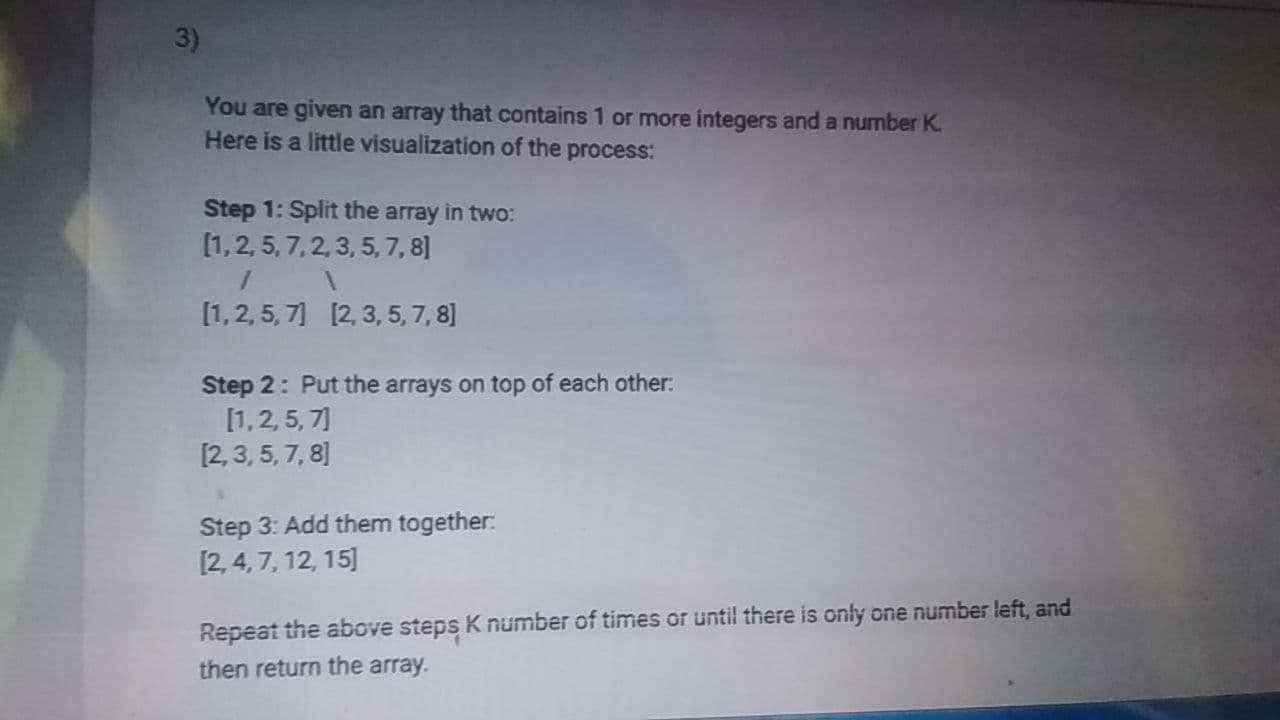 3)
You are given an array that contains 1 or more integers and a number K.
Here is a little visualization of the process:
Step 1: Split the array in two:
[1, 2, 5, 7, 2, 3, 5, 7, 8]
/ \
[1, 2, 5, 7] [2, 3, 5, 7, 8]
Step 2 : Put the arrays on top of each other:
[1, 2, 5, 7]
[2, 3, 5, 7, 8]
Step 3: Add them together:
[2, 4, 7, 12, 15]
Repeat the above steps K number of times or until there is only one number left, and
then return the array.